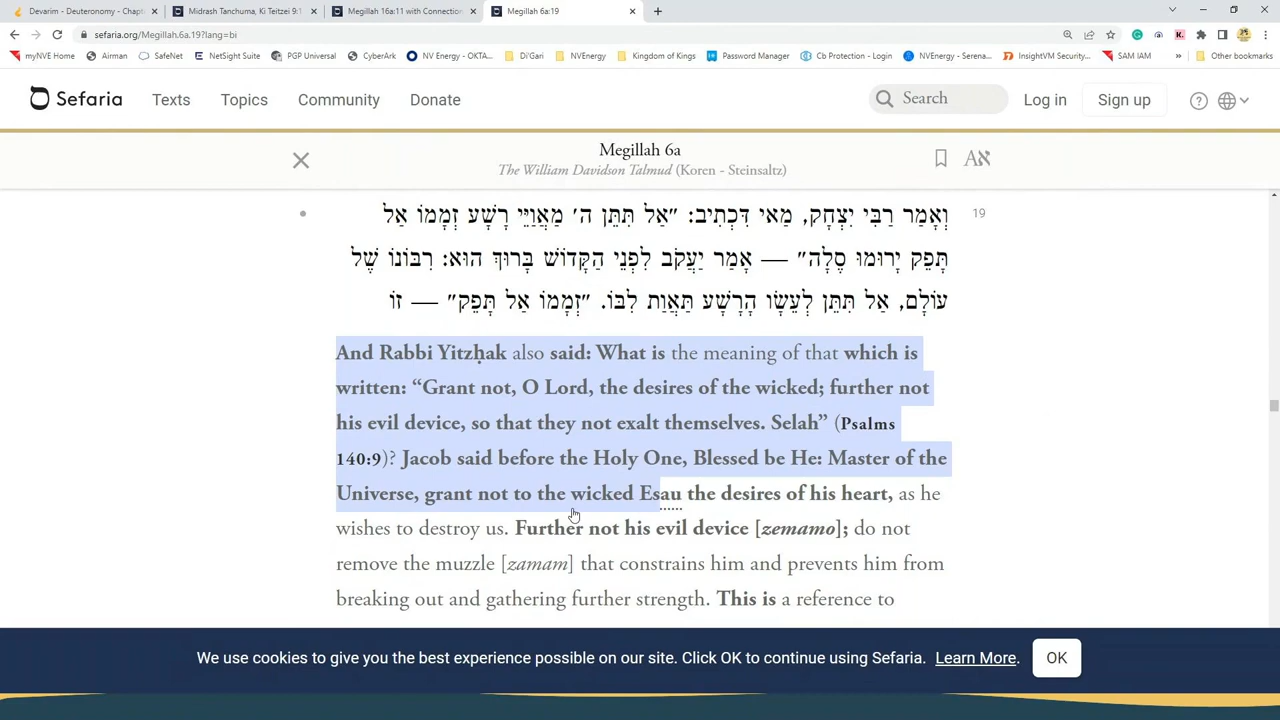 Devarim - Deuteronomy - Chapt
Midrash Tanchuma, Ki Teitzei 9:1
Megillah 16a:11 with Connection
Megillah 6a:19
sefaria.org/Megillah.6a.19?lang=bi
myNVE Home
Airman
SafeNet
NetSight Suite
PGP Universal
CyberArk
NV Energy - OKTA...
Di'Gari
NVEnergy
Kingdom of Kings
Password Manager
Cb Protection - Login
NVEnergy - Serena...
InsightVM Security...
SAM IAM
»
Other bookmarks
Sefaria
Texts
Topics
Community
Donate
Search
Log in
Sign up
Megillah 6a
The William Davidson Talmud (Koren - Steinsaltz)
וְאָמַר רַבִּי יִצְחָק, מַאי דִּכְתִיב: ״אַל תִּתֵּן ה׳ מַאֲוַיֵּי רָשָׁע זְמָמוֹ אַל
19
תָּפֵק יָרוּמוּ סֶלָה״ — אָמַר יַעֲקֹב לִפְנֵי הַקָּדוֹשׁ בָּרוּךְ הוּא: רִבּוֹנוֹ שֶׁל
עוֹלָם, אַל תִּתֵּן לְעֵשָׂו הָרָשָׁע תַּאֲוַת לִבּוֹ. ״זְמָמוֹ אַל תָּפֵק״ — זוֹ
And Rabbi Yitzḥak also said: What is the meaning of that which is
written: “Grant not, O Lord, the desires of the wicked; further not
his evil device, so that they not exalt themselves. Selah” (Psalms
140:9)? Jacob said before the Holy One, Blessed be He: Master of the
Universe, grant not to the wicked Esau the desires of his heart, as he
wishes to destroy us. Further not his evil device [zemamo]; do not
remove the muzzle [zamam] that constrains him and prevents him from
breaking out and gathering further strength. This is a reference to
We use cookies to give you the best experience possible on our site. Click OK to continue using Sefaria. Learn More.
OK